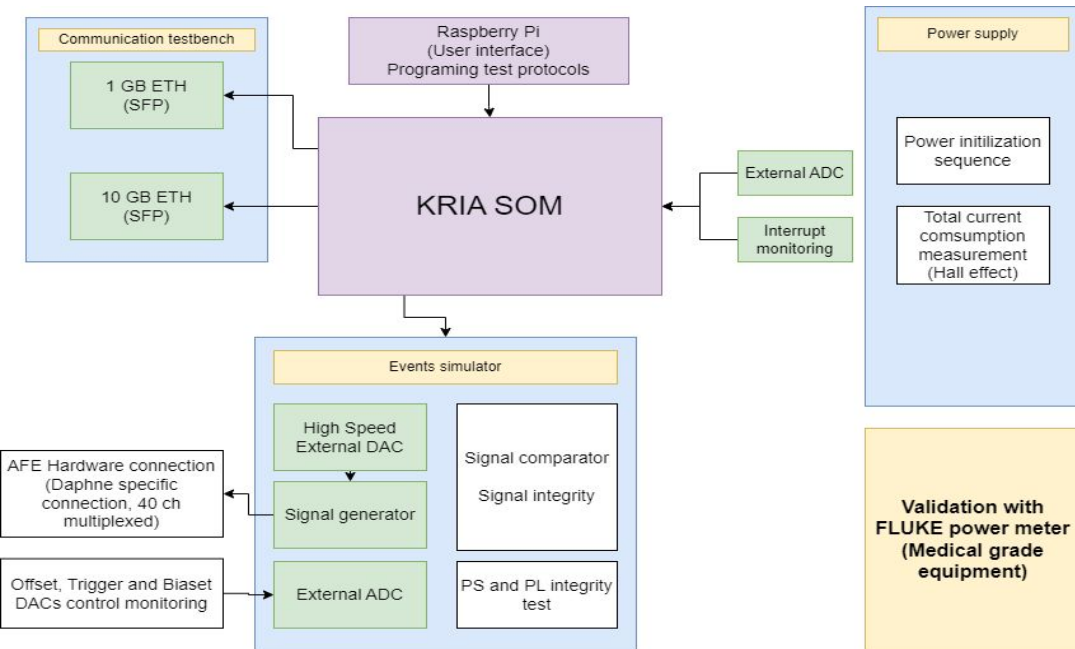 Communication testbench
1 GB ETH
(SFP)
10 GB ETH
(SFP)
Raspberry Pi
(User interface)
Programing test protocols
KRIA SOM
External ADC
Interrupt
monitoring
Power supply
Power initilization
sequence
Total current
comsumption
measurement
(Hall effect)
Events simulator
High Speed
External DAC
Signal generator
External ADC
Signal comparator
Signal integrity
PS and PL integrity
test
AFE Hardware connection
(Daphne specific
connection, 40 ch
multiplexed)
Offset, Trigger and Biaset
DACs control monitoring
Validation with
FLUKE power meter
(Medical grade
equipment)